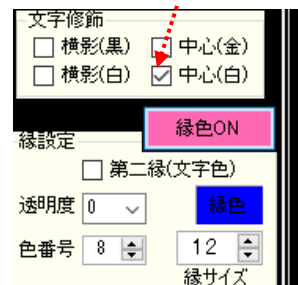 文字修飾
横影(黒) 中心(金)
横影(白) 中心(白)
縁色ON
縁設定
第二縁(文字色)
透明度 0 縁色
色番号 8 12
縁サイズ